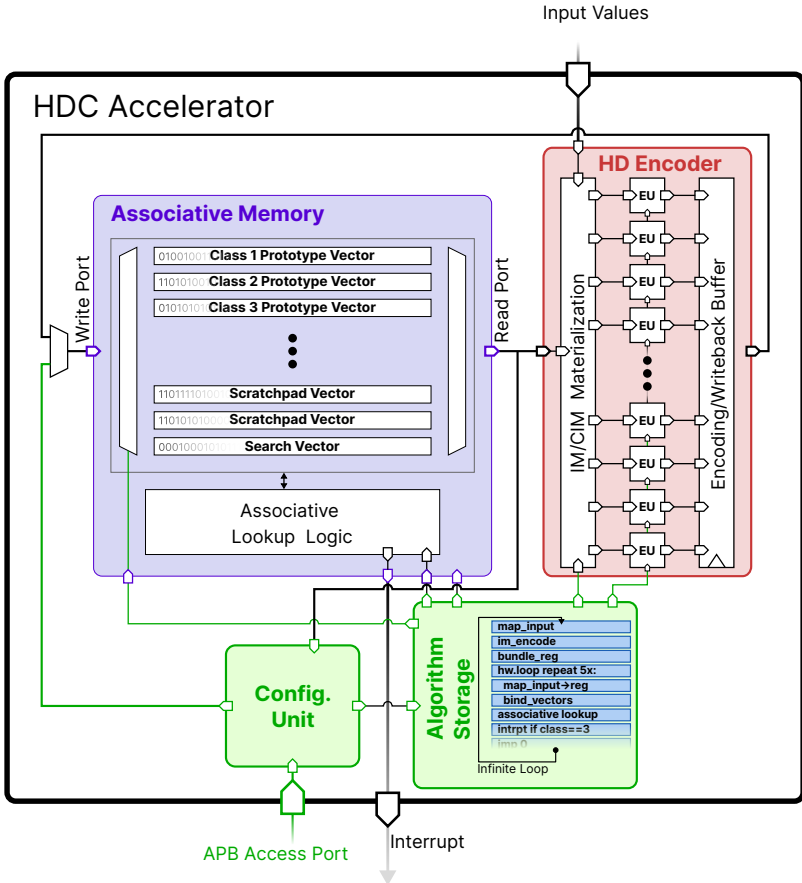 Input Values
HDC Accelerator
HD Encoder
Associative Memory
Write Port
Read Port
010010011 Class 1 Prototype Vector
11010100 Class 2 Prototype Vector
010101010 Class 3 Prototype Vector
11011110100 Scratchpad Vector
11010101000 Scratchpad Vector
00010001010 Search Vector
Associative
Lookup Logic
IM/CIM Materialization
EU
EU
EU
EU
EU
EU
EU
EU
Encoding/Writeback Buffer
Config.
Unit
Algorithm
Storage
map_input
im_encode
bundle_reg
hw.loop repeat 5x:
map_input→reg
bind_vectors
associative lookup
intrpt if class==3
jmp 0
Infinite Loop
APB Access Port
Interrupt